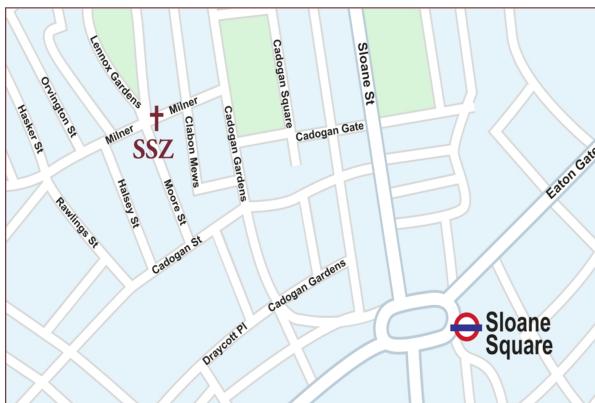 Lennox Gardens
Orvington St
Hasker St
Milner
Milner
SSZ
Clabon Mews
Cadogan Gardens
Cadogan Square
Sloane St
Cadogan Gate
Eaton Gate
Halsey St
Moore St
Rawlings St
Cadogan St
Cadogan Gardens
Draycott Pl
Sloane
Square